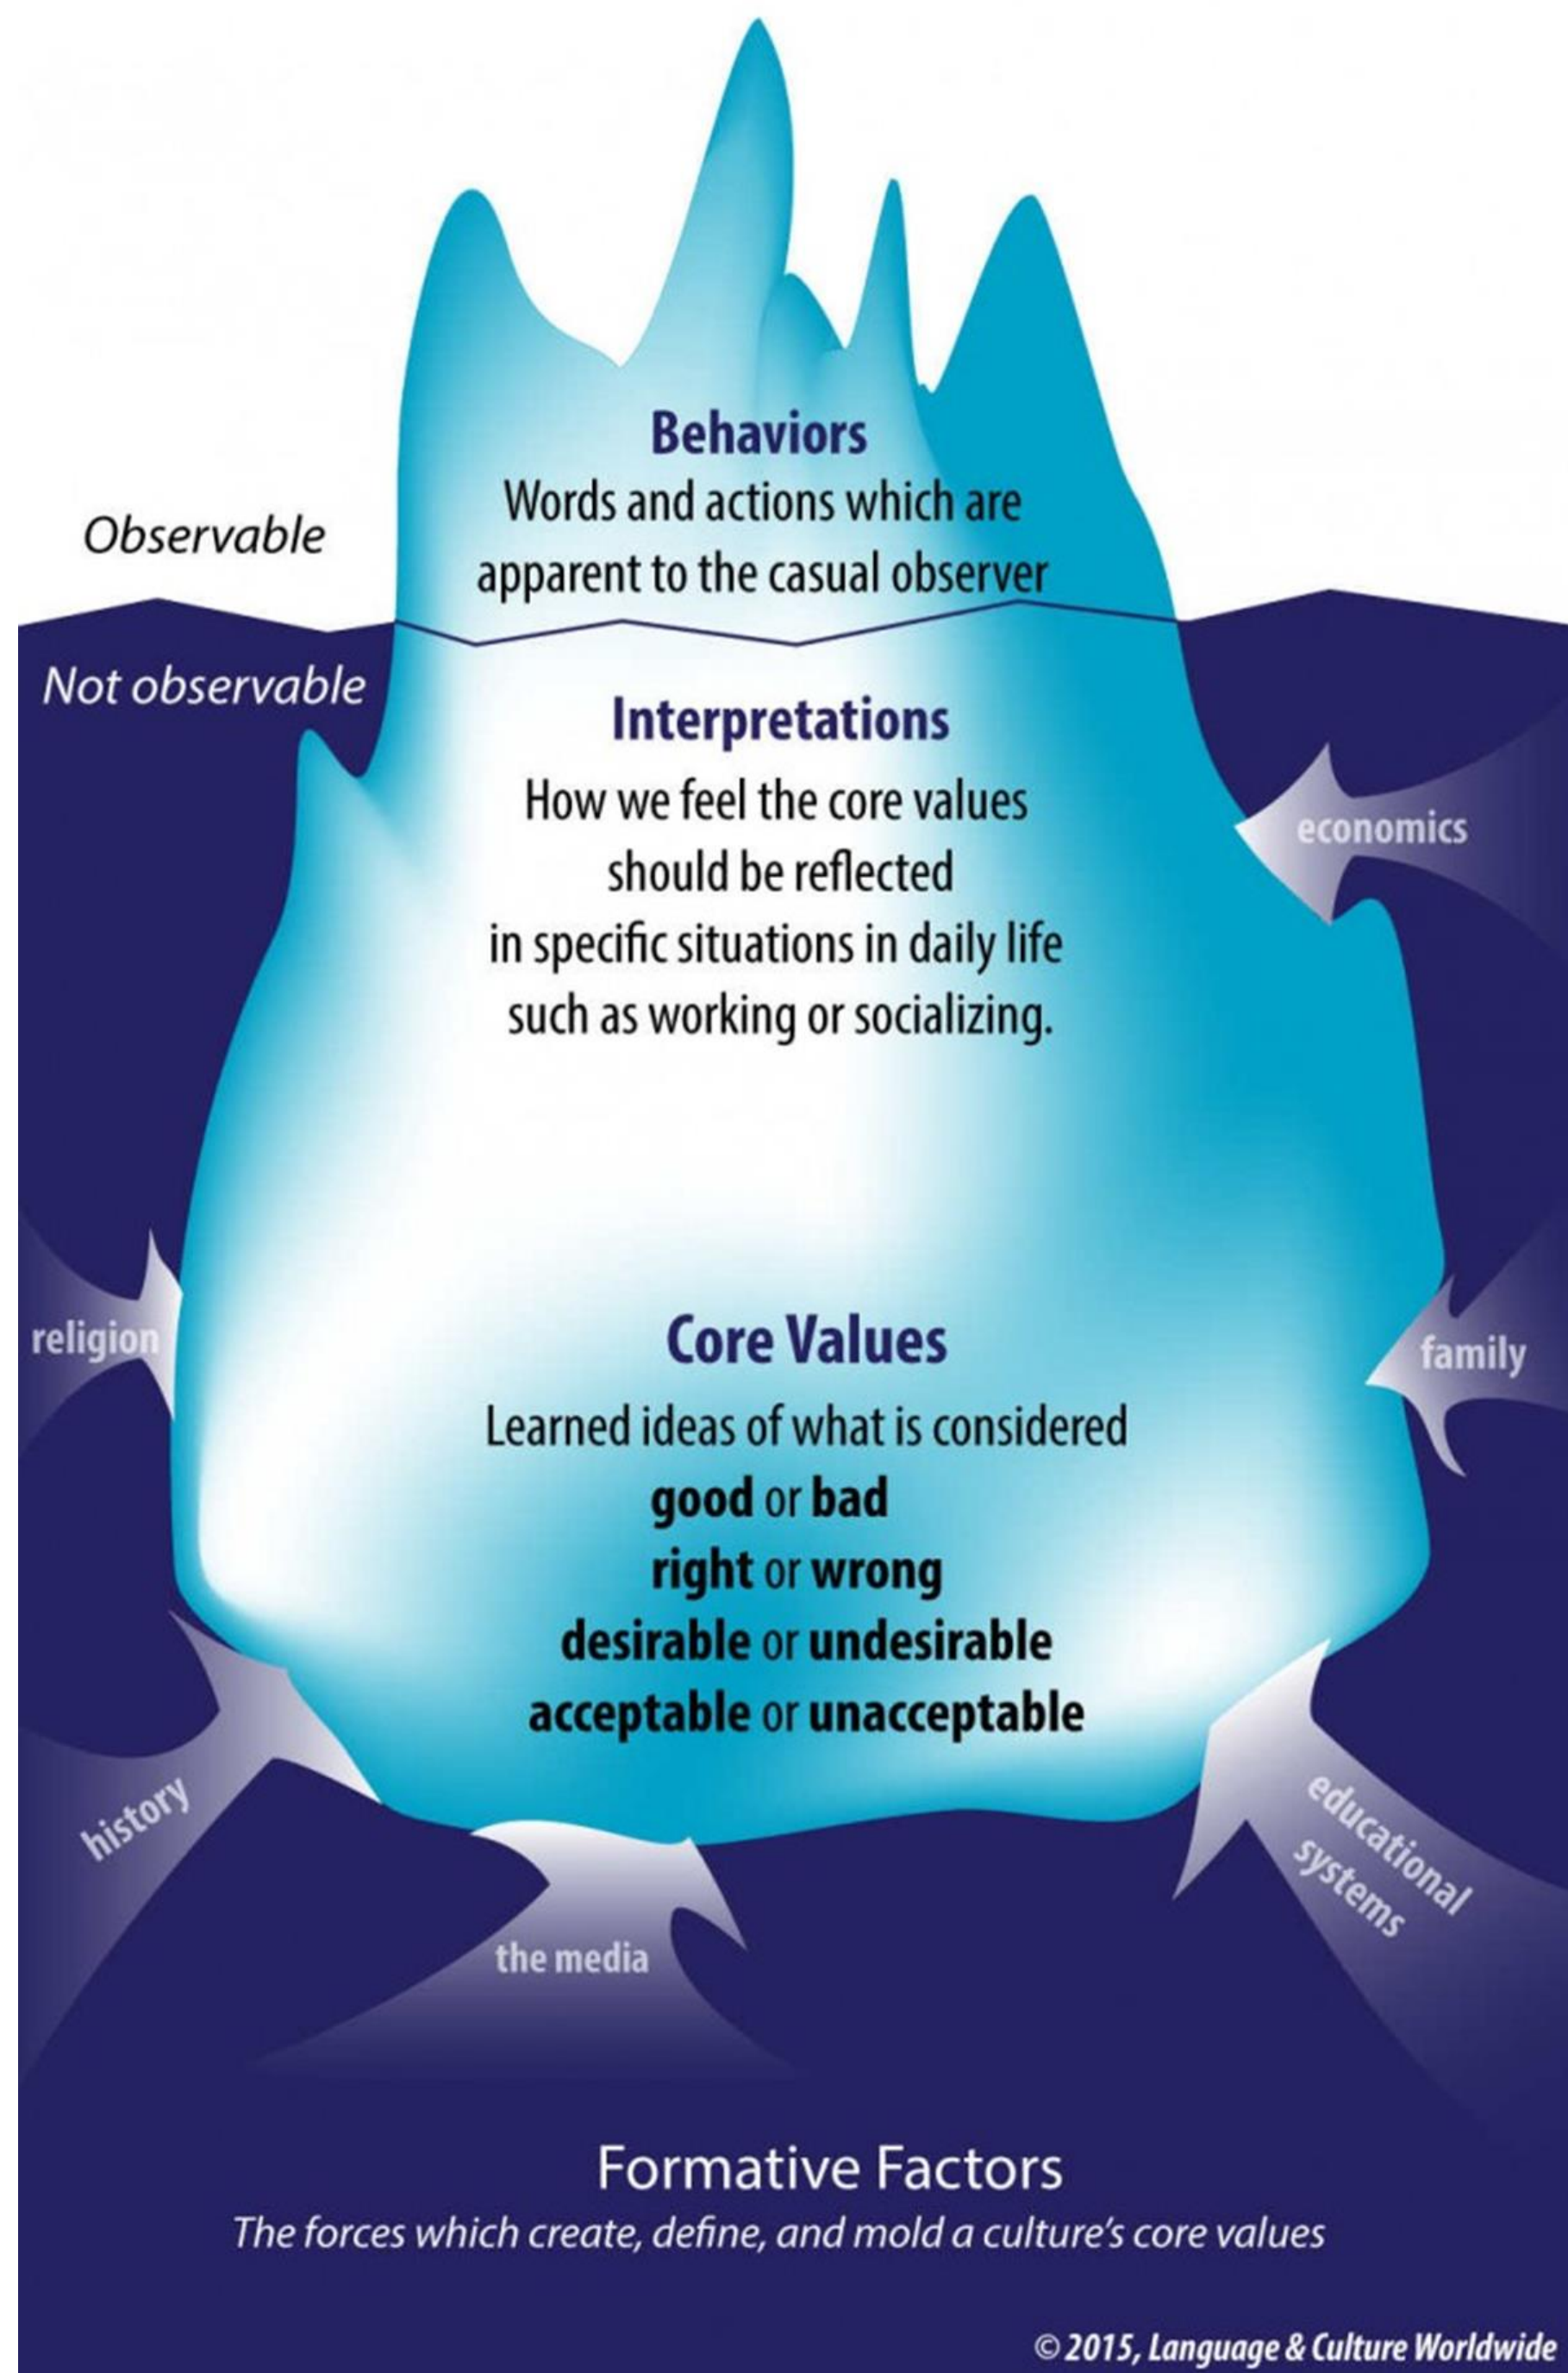 Behaviors
Words and actions which are
apparent to the casual observer
Observable
Not observable
Interpretations
How we feel the core values
should be reflected
in specific situations in daily life
such as working or socializing.
economics
religion
family
Core Values
Learned ideas of what is considered
good or bad
right or wrong
desirable or undesirable
acceptable or unacceptable
history
educational
systems
the media
Formative Factors
The forces which create, define, and mold a culture’s core values
© 2015, Language & Culture Worldwide